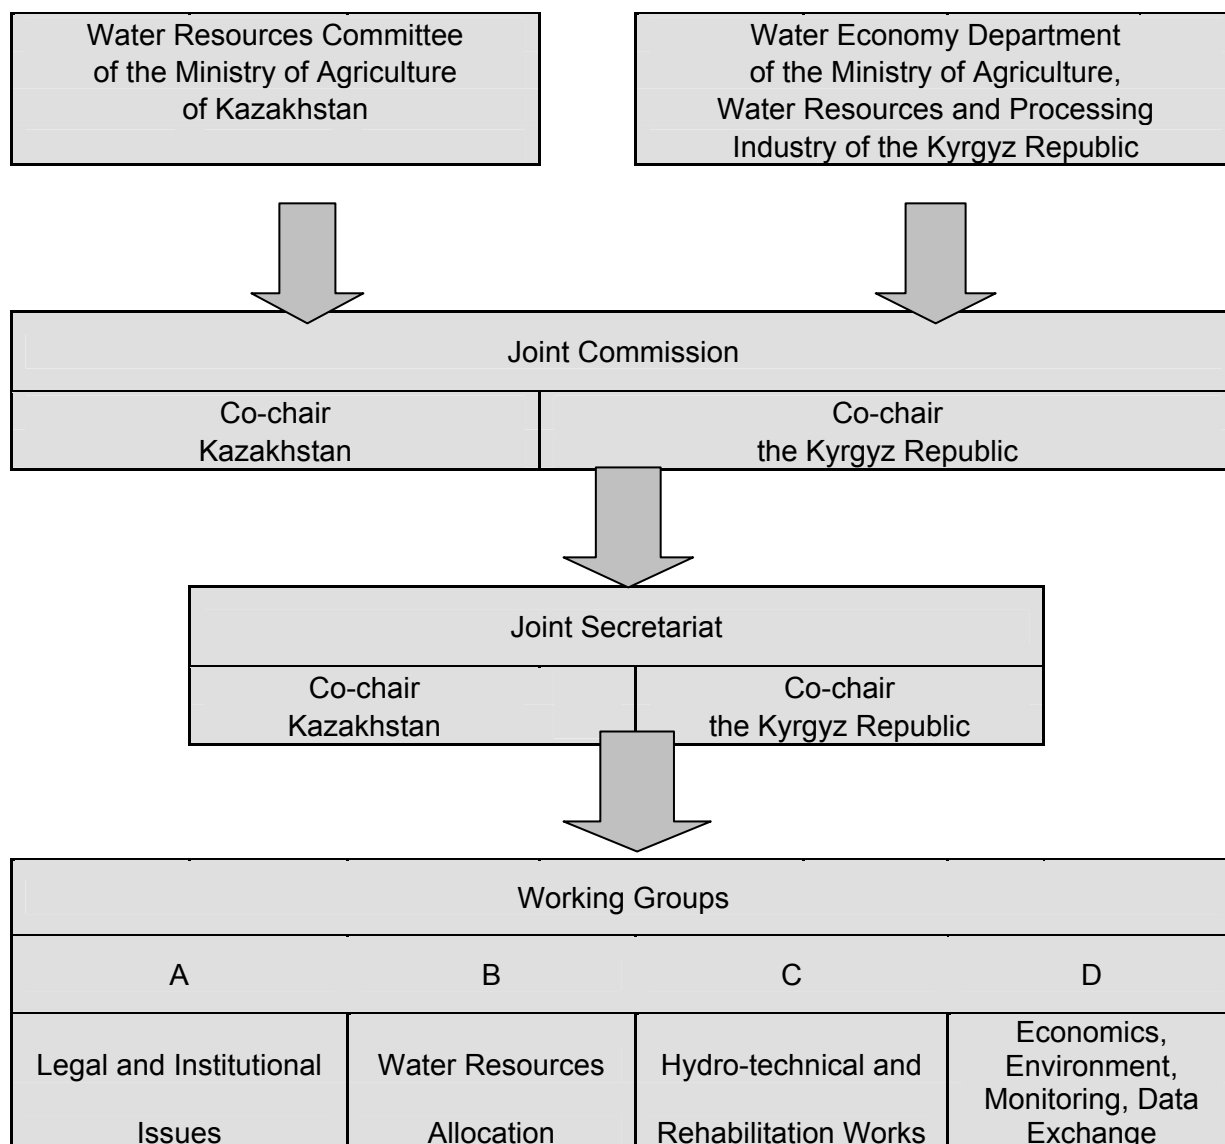 Water Resources Committee
of the Ministry of Agriculture
of Kazakhstan
Water Economy Department
of the Ministry of Agriculture,
Water Resources and Processing
Industry of the Kyrgyz Republic
Joint Commission
Co-chair
Kazakhstan
Co-chair
the Kyrgyz Republic
Joint Secretariat
Co-chair
Kazakhstan
Co-chair
the Kyrgyz Republic
Working Groups
A
B
C
D
Legal and Institutional
Issues
Water Resources
Allocation
Hydro-technical and
Rehabilitation Works
Economics,
Environment,
Monitoring, Data
Exchange